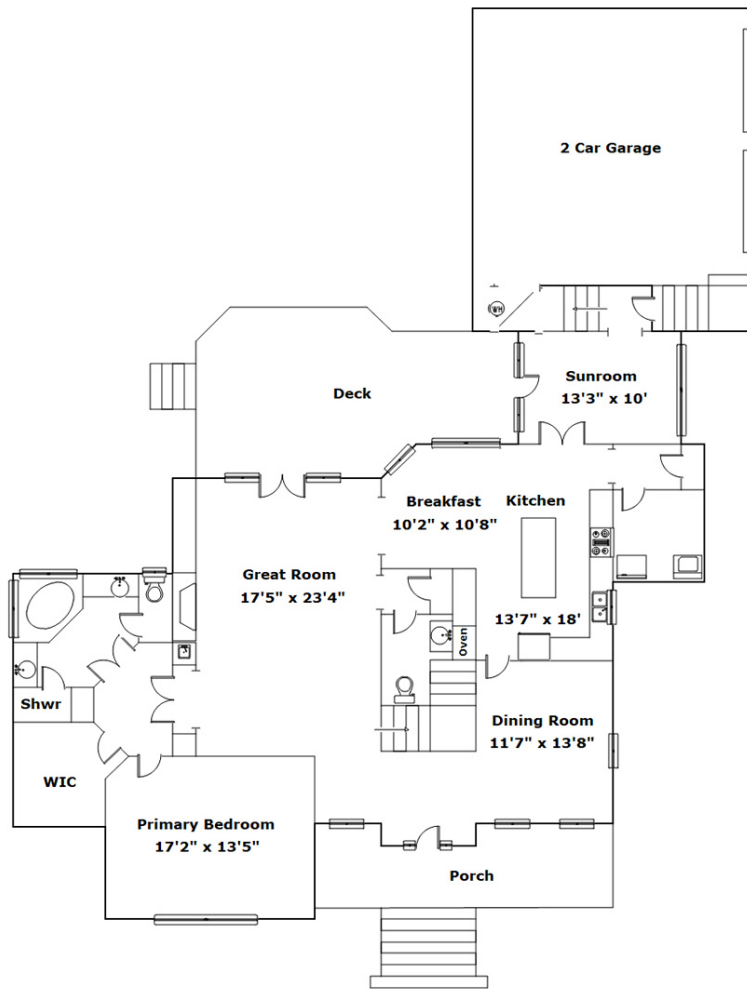 2 Car Garage
WH
Sunroom
13'3" x 10'
Deck
Breakfast
10'2" x 10'8"
Kitchen
Great Room
17'5" x 23'4"
13'7" x 18'
Oven
Shwr
Dining Room
11'7" x 13'8"
WIC
Primary Bedroom
17'2" x 13'5"
Porch